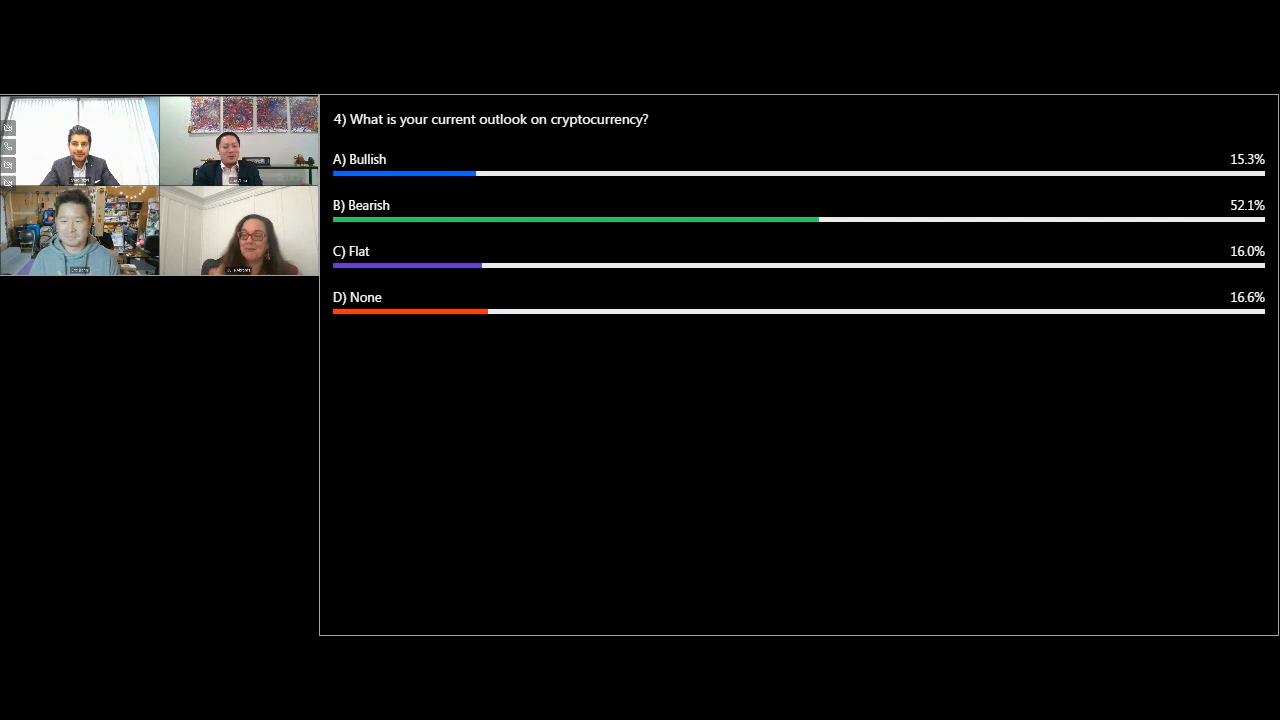 4) What is your current outlook on cryptocurrency?
A) Bullish
15.3%
B) Bearish
52.1%
C) Flat
16.0%
D) None
16.6%